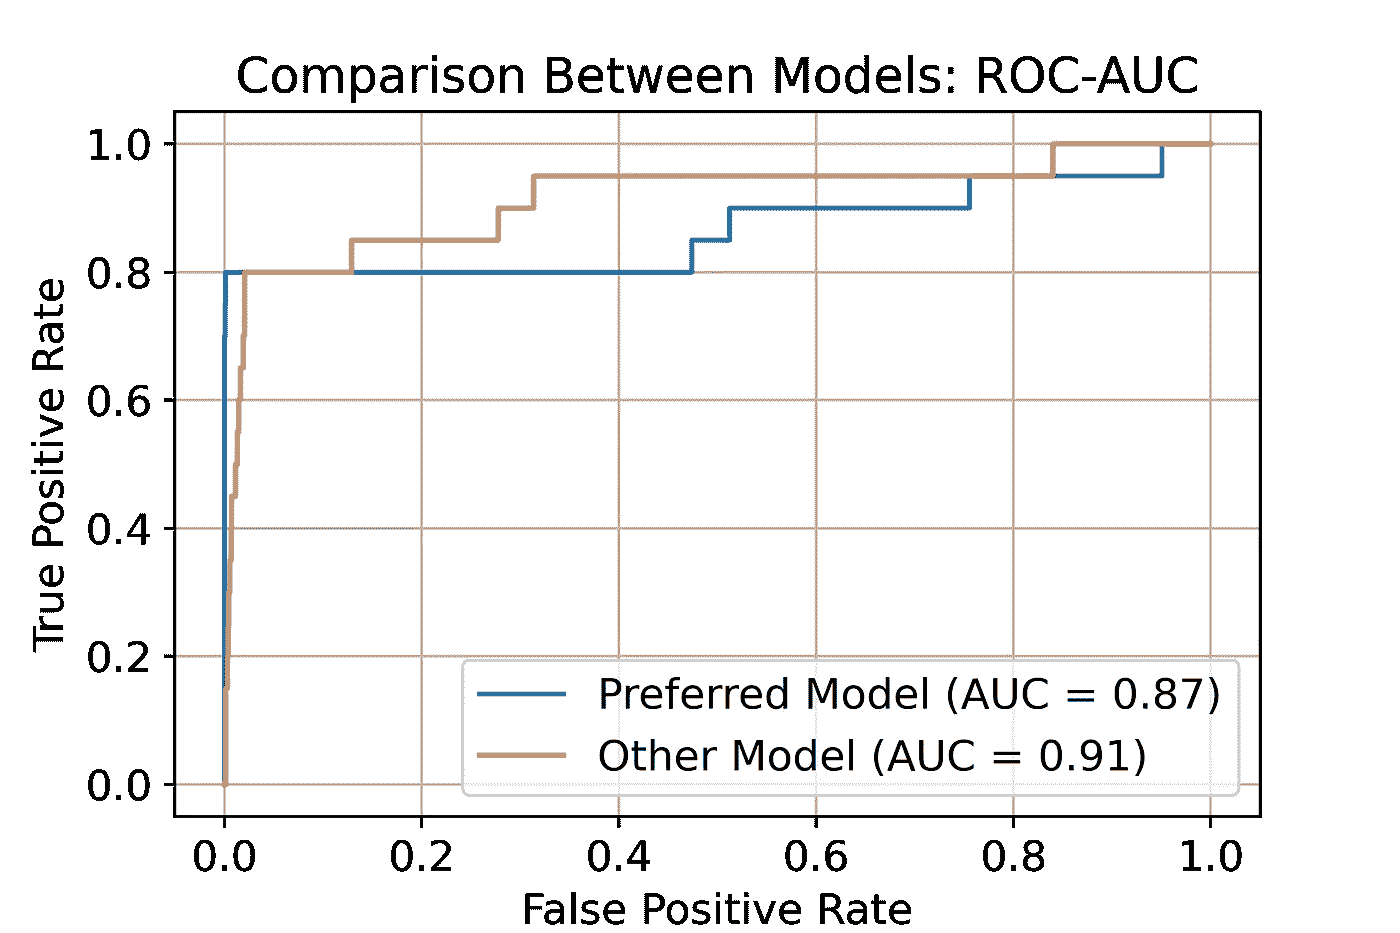 Comparison Between Models: ROC-AUC
1.0
0.8
0.6
0.4
0.2
0.0
True Positive Rate
Preferred Model (AUC = 0.87)
Other Model (AUC = 0.91)
0.0 0.2 0.4 0.6 0.8 1.0
False Positive Rate